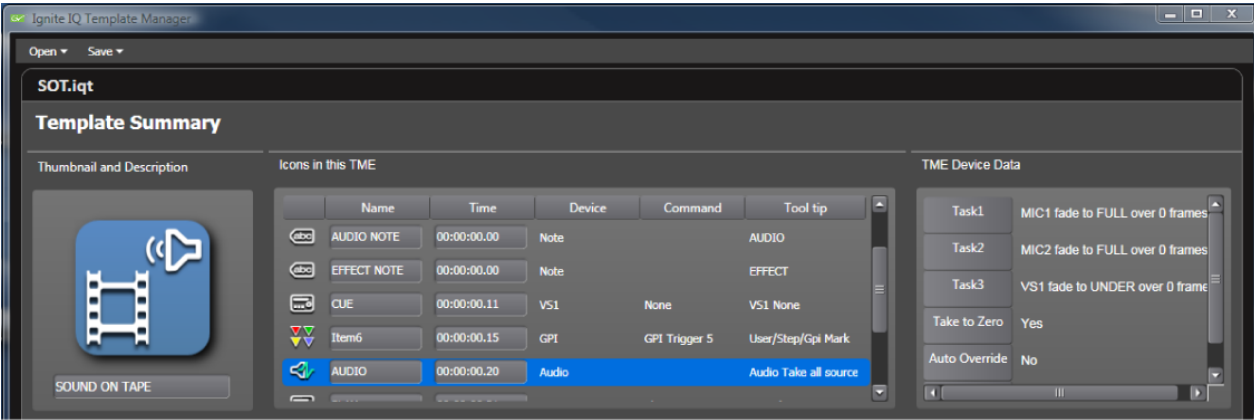 Ignite IQ Template Manager
Open Save
SOT.iqt
Template Summary
Thumbnail and Description
SOUND ON TAPE
Icons in this TME
Name Time Device Command Tool tip
abc AUDIO NOTE 00:00:00.00 Note AUDIO
abc EFFECT NOTE 00:00:00.00 Note EFFECT
CUE 00:00:00.11 VS1 None VS1 None
Item6 00:00:00.15 GPI GPI Trigger 5 User/Step/Gpi Mark
AUDIO 00:00:00.20 Audio Audio Take all source
TME Device Data
Task1 MIC1 fade to FULL over 0 frames
Task2 MIC2 fade to FULL over 0 frames
Task3 VS1 fade to UNDER over 0 frame
Take to Zero Yes
Auto Override No